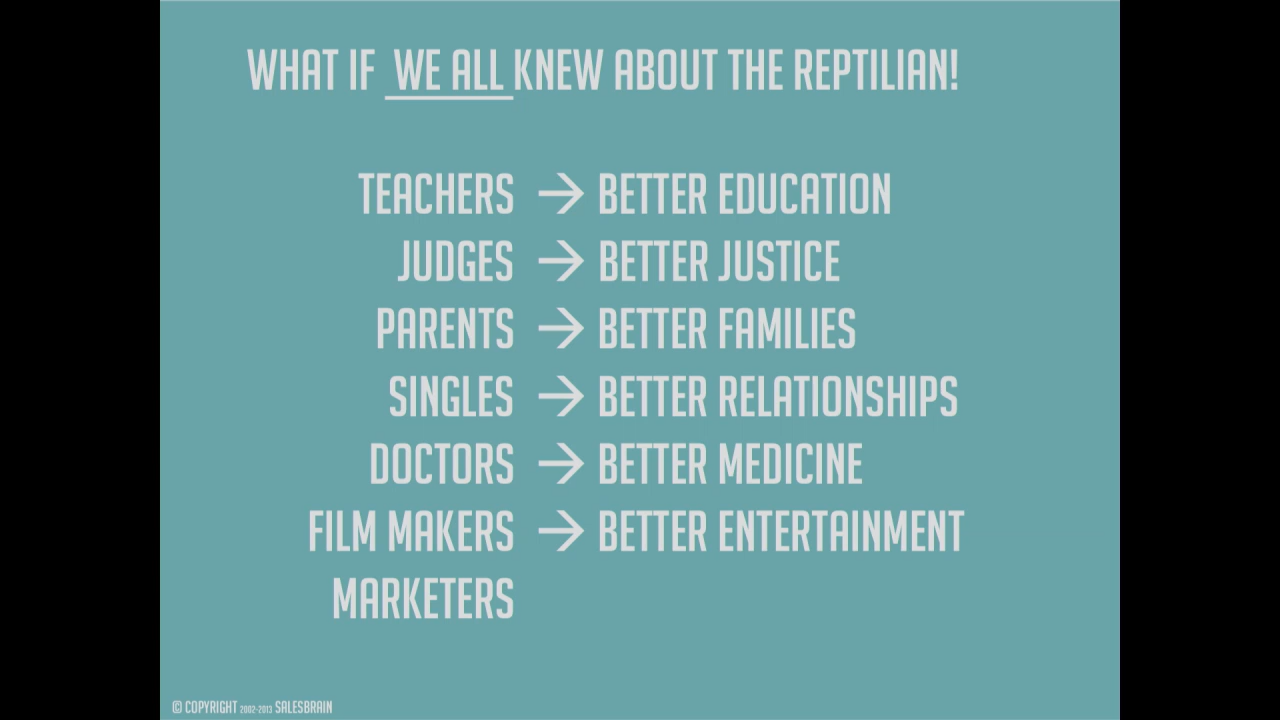 WHAT IF WE ALL KNEW ABOUT THE REPTILIAN!
TEACHERS → BETTER EDUCATION
JUDGES → BETTER JUSTICE
PARENTS → BETTER FAMILIES
SINGLES → BETTER RELATIONSHIPS
DOCTORS → BETTER MEDICINE
FILM MAKERS → BETTER ENTERTAINMENT
MARKETERS
© COPYRIGHT 2002-2013 SALESBRAIN